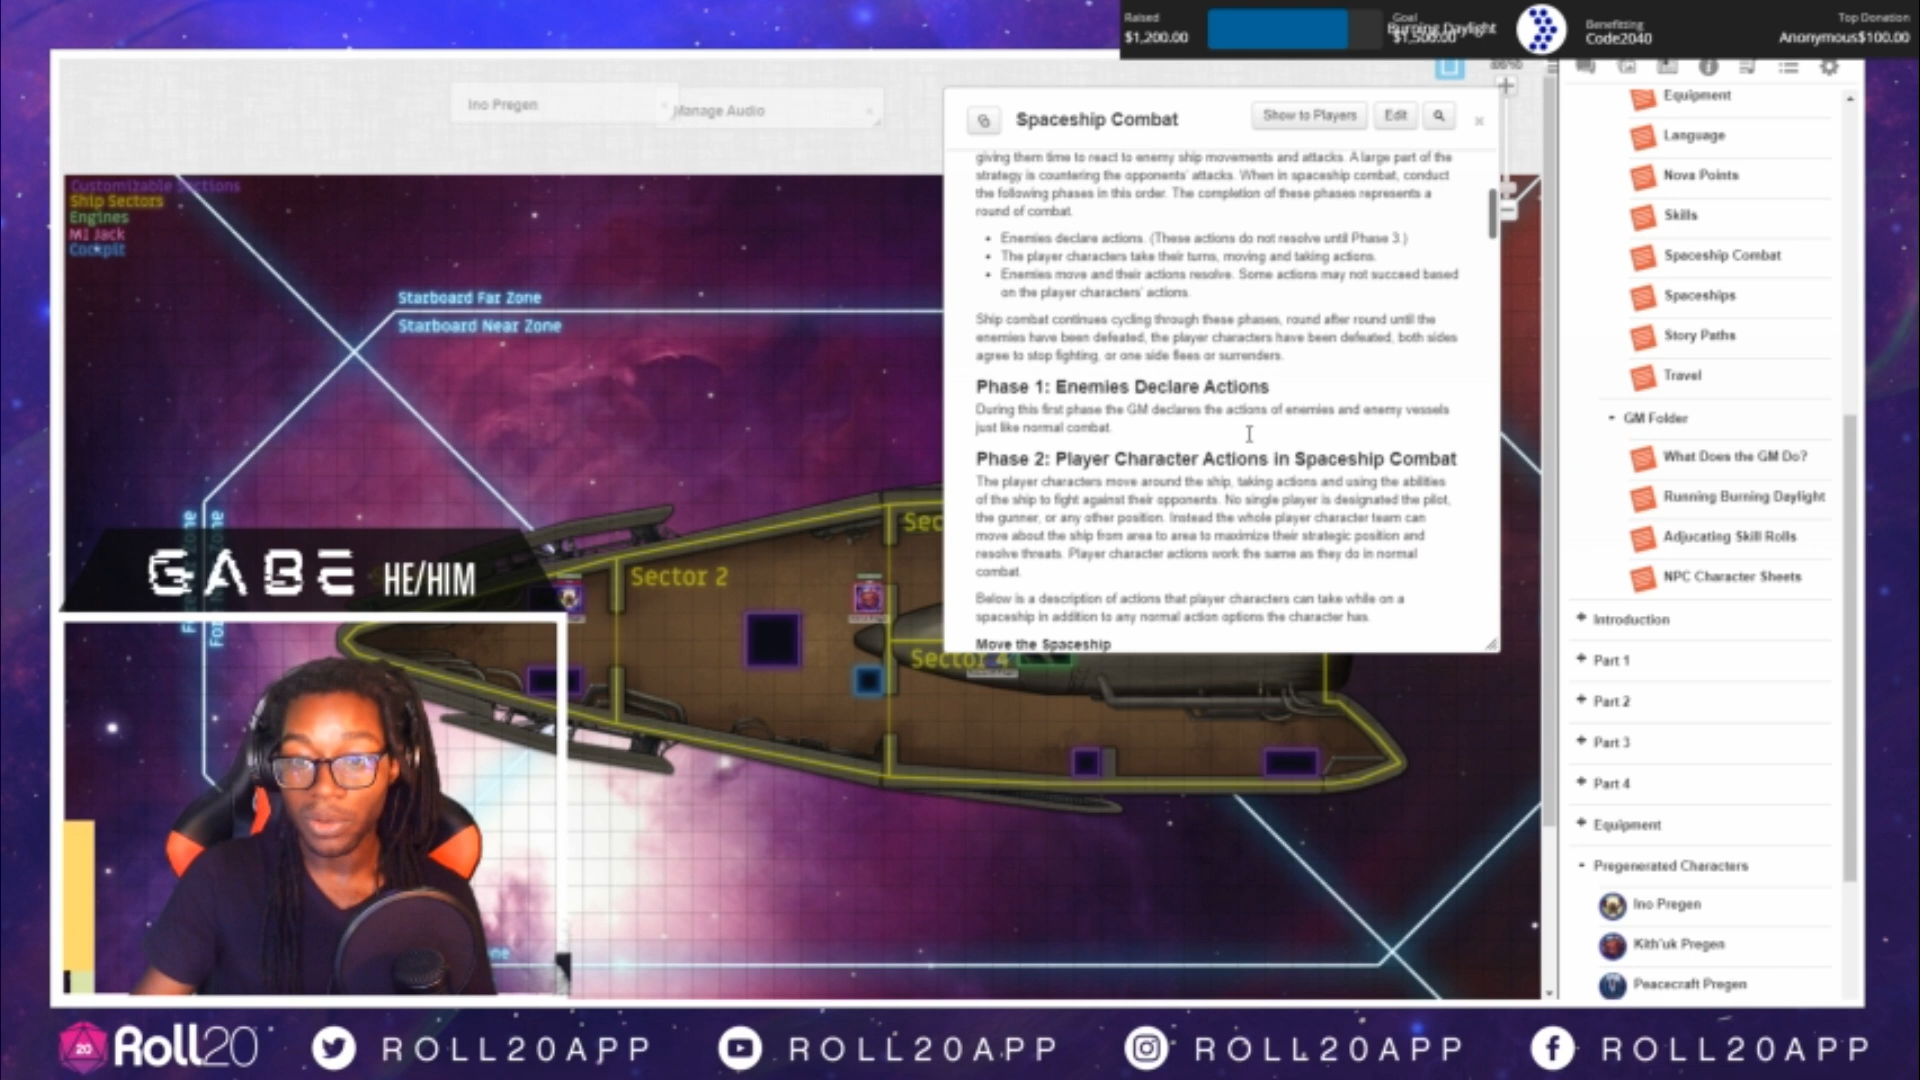 Raised
$1,200.00
Goal
Burning Daylight
$1,500.00
Benefitting
Code2040
Top Donation
Anonymous$100.00
Ino Pregen
Manage Audio
Customizable Sections
Ship Sectors
Engines
MI Jack
Cockpit
Starboard Far Zone
Starboard Near Zone
Sector 2
Sec
Sector 4
GABE HE/HIM
Spaceship Combat
Show to Players
Edit
giving them time to react to enemy ship movements and attacks. A large part of the
strategy is countering the opponents' attacks. When in spaceship combat, conduct
the following phases in this order. The completion of these phases represents a
round of combat.
• Enemies declare actions. (These actions do not resolve until Phase 3.)
• The player characters take their turns, moving and taking actions.
• Enemies move and their actions resolve. Some actions may not succeed based
on the player characters' actions.
Ship combat continues cycling through these phases, round after round until the
enemies have been defeated, the player characters have been defeated, both sides
agree to stop fighting, or one side flees or surrenders.
Phase 1: Enemies Declare Actions
During this first phase the GM declares the actions of enemies and enemy vessels
just like normal combat.
Phase 2: Player Character Actions in Spaceship Combat
The player characters move around the ship, taking actions and using the abilities
of the ship to fight against their opponents. No single player is designated the pilot,
the gunner, or any other position. Instead the whole player character team can
move about the ship from area to area to maximize their strategic position and
resolve threats. Player character actions work the same as they do in normal
combat.
Below is a description of actions that player characters can take while on a
spaceship in addition to any normal action options the character has.
Move the Spaceship
Equipment
Language
Nova Points
Skills
Spaceship Combat
Spaceships
Story Paths
Travel
GM Folder
What Does the GM Do?
Running Burning Daylight
Adjucating Skill Rolls
NPC Character Sheets
Introduction
Part 1
Part 2
Part 3
Part 4
Equipment
Pregenerated Characters
Ino Pregen
Kith'uk Pregen
Peacecraft Pregen
20
Roll20
ROLL20APP
ROLL20APP
ROLL20APP
ROLL20APP